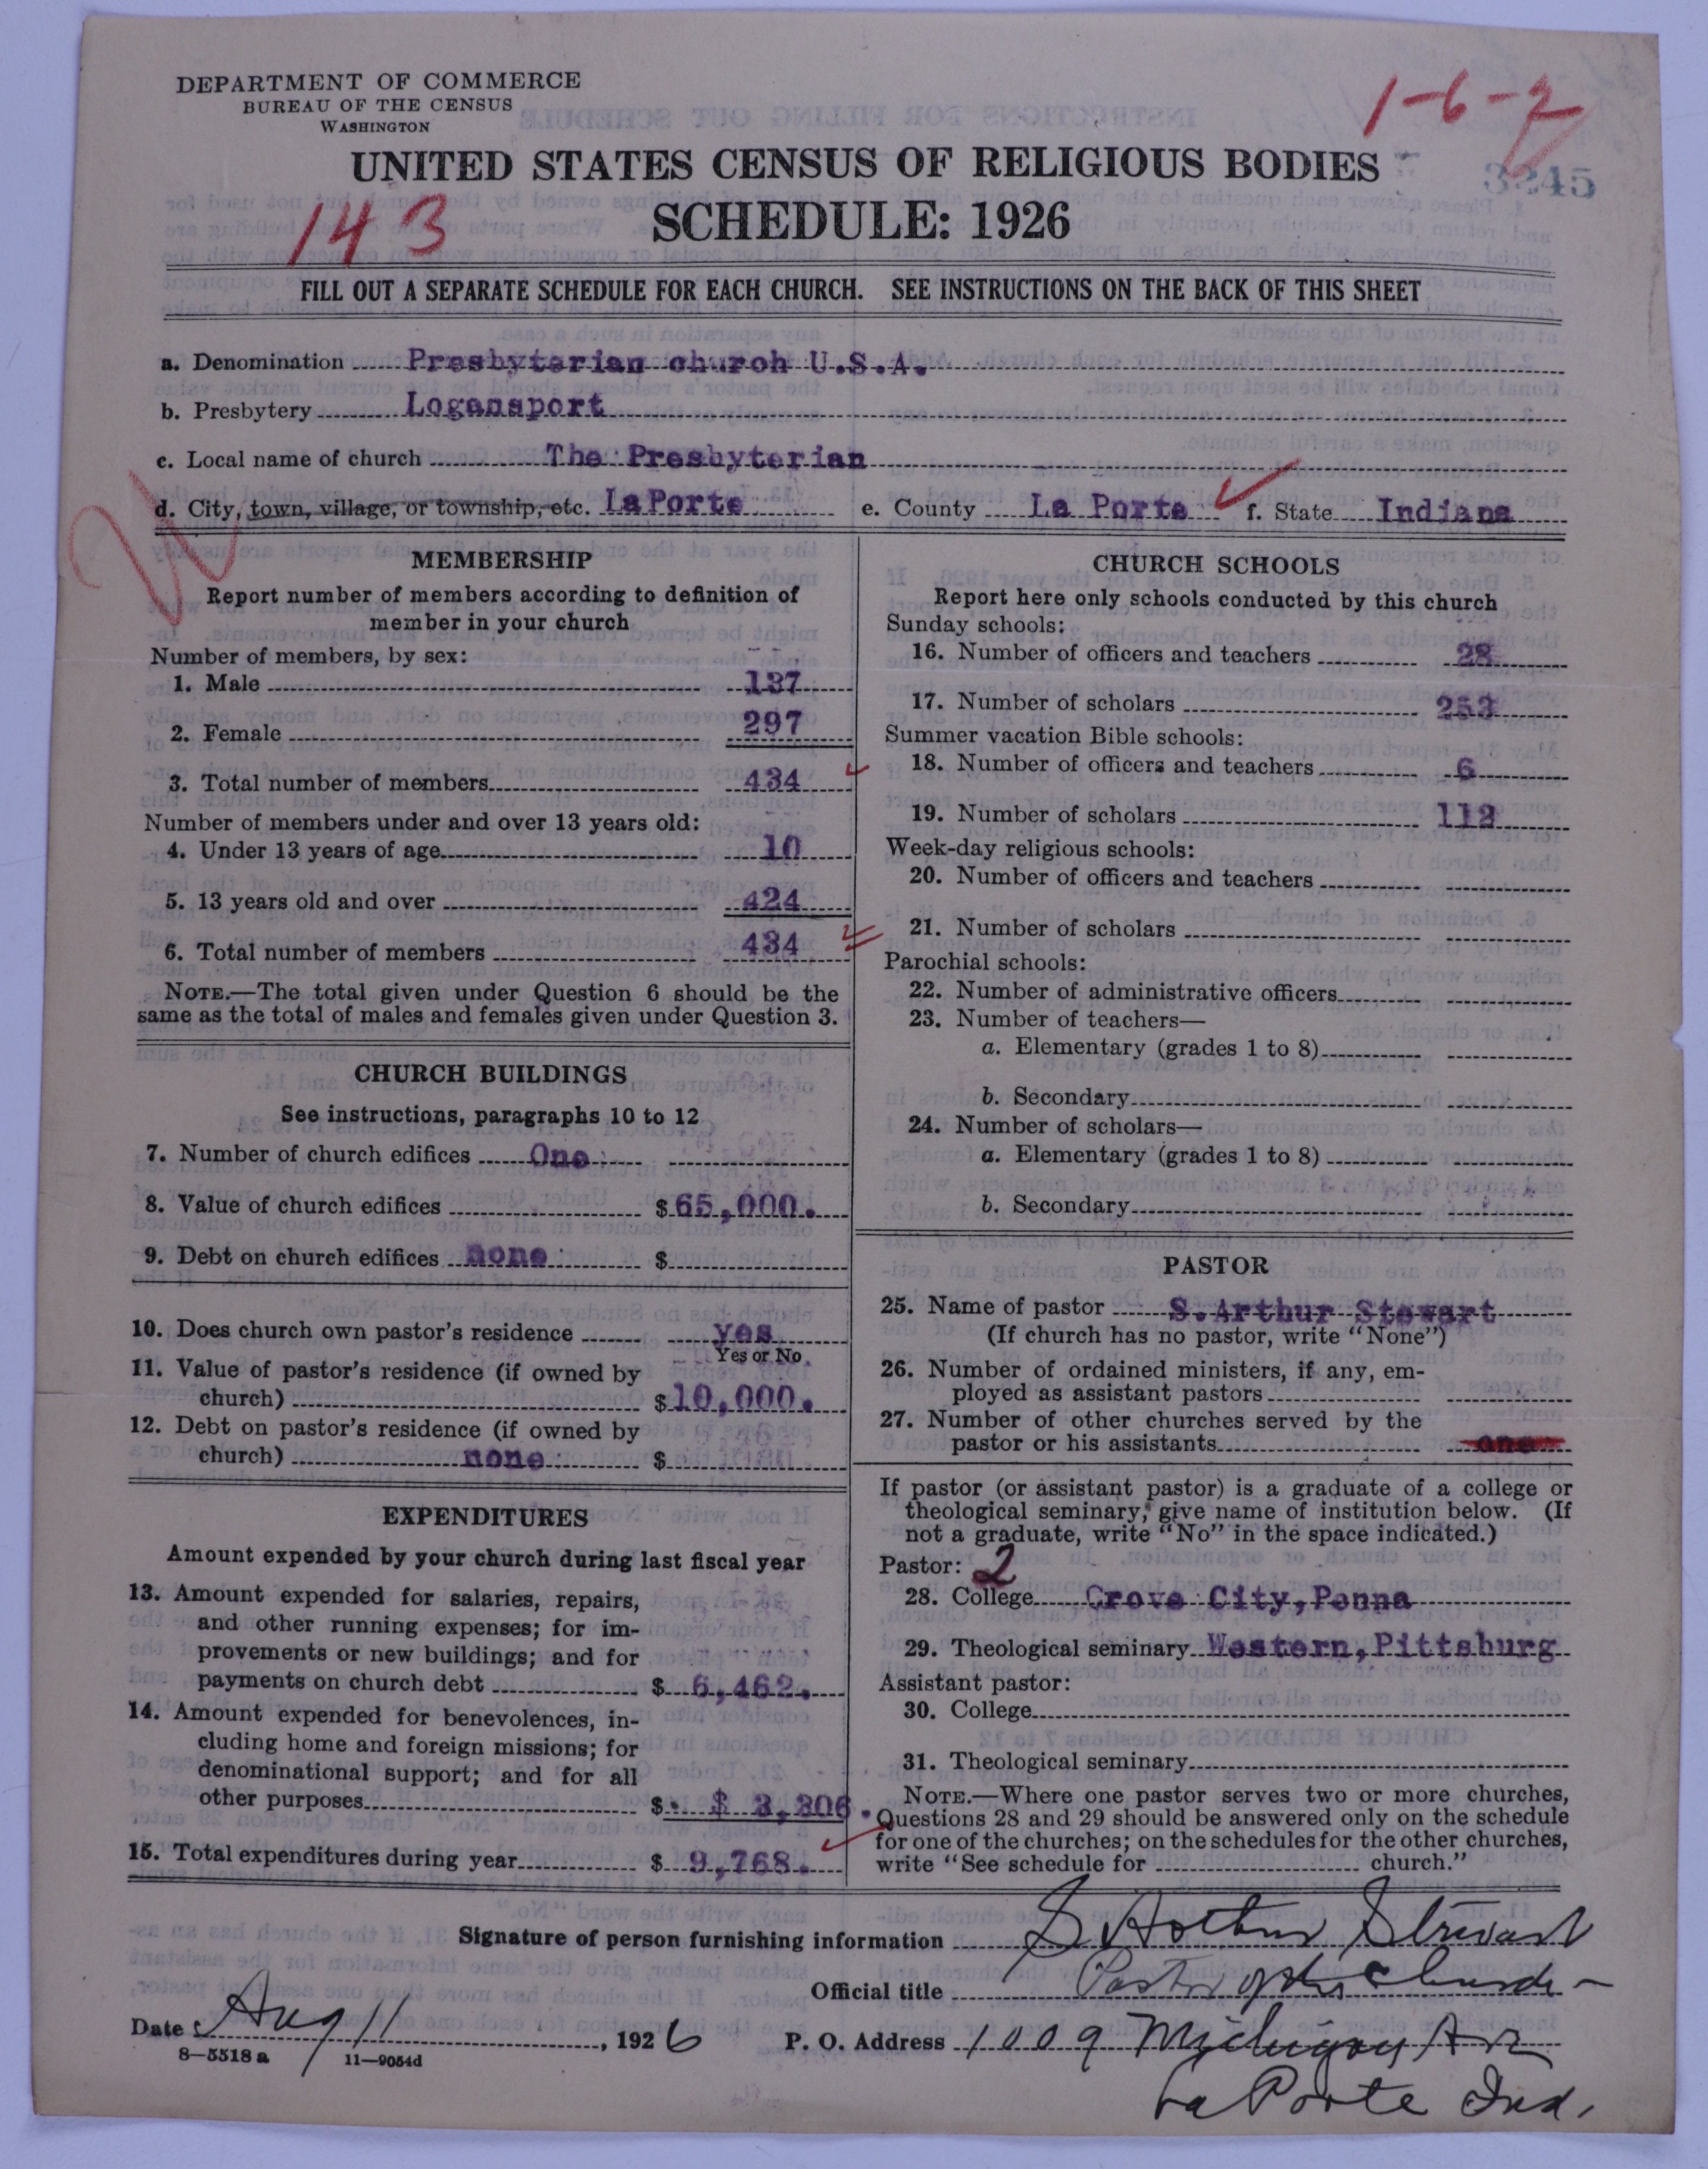 DEPARTMENT OF COMMERCE
BUREAU OF THE CENSUS
WASHINGTON
1-6-2
UNITED STATES CENSUS OF RELIGIOUS BODIES
3245
143
SCHEDULE: 1926
FILL OUT A SEPARATE SCHEDULE FOR EACH CHURCH. SEE INSTRUCTIONS ON THE BACK OF THIS SHEET
a. Denomination Presbyterian church U.S.A.
b. Presbytery Logansport
c. Local name of church The Presbyterian
d. City, town, village, or township, etc. LaPorte e. County La Porte f. State Indiana
MEMBERSHIP
Report number of members according to definition of
member in your church
Number of members, by sex:
1. Male 137
2. Female 297
3. Total number of members 434
Number of members under and over 13 years old:
4. Under 13 years of age 10
5. 13 years old and over 424
6. Total number of members 434
NOTE.—The total given under Question 6 should be the
same as the total of males and females given under Question 3.
CHURCH BUILDINGS
See instructions, paragraphs 10 to 12
7. Number of church edifices One
8. Value of church edifices $65,000.
9. Debt on church edifices none $
10. Does church own pastor's residence yes
Yes or No
11. Value of pastor's residence (if owned by
church) $10,000.
12. Debt on pastor's residence (if owned by
church) none $
EXPENDITURES
Amount expended by your church during last fiscal year
13. Amount expended for salaries, repairs,
and other running expenses; for im-
provements or new buildings; and for
payments on church debt $ 6,462.
14. Amount expended for benevolences, in-
cluding home and foreign missions; for
denominational support; and for all
other purposes $ $ 3,306.
15. Total expenditures during year $ 9,768.
CHURCH SCHOOLS
Report here only schools conducted by this church
Sunday schools:
16. Number of officers and teachers 28
17. Number of scholars 253
Summer vacation Bible schools:
18. Number of officers and teachers 6
19. Number of scholars 112
Week-day religious schools:
20. Number of officers and teachers
21. Number of scholars
Parochial schools:
22. Number of administrative officers
23. Number of teachers—
a. Elementary (grades 1 to 8)
b. Secondary
24. Number of scholars—
a. Elementary (grades 1 to 8)
b. Secondary
PASTOR
25. Name of pastor S.Arthur Stewart
(If church has no pastor, write "None")
26. Number of ordained ministers, if any, em-
ployed as assistant pastors
27. Number of other churches served by the
pastor or his assistants one
If pastor (or assistant pastor) is a graduate of a college or
theological seminary, give name of institution below. (If
not a graduate, write "No" in the space indicated.)
Pastor: 2
28. College Grove City,Penna
29. Theological seminary Western,Pittsburg
Assistant pastor:
30. College
31. Theological seminary
NOTE.—Where one pastor serves two or more churches,
Questions 28 and 29 should be answered only on the schedule
for one of the churches; on the schedules for the other churches,
write "See schedule for church."
Signature of person furnishing information S Arthur Stewart
Official title Pastor of the Church
Date Aug 11, 1926 P. O. Address 1009 Michigan Av
8-5518 a 11-9054d
La Porte Ind.